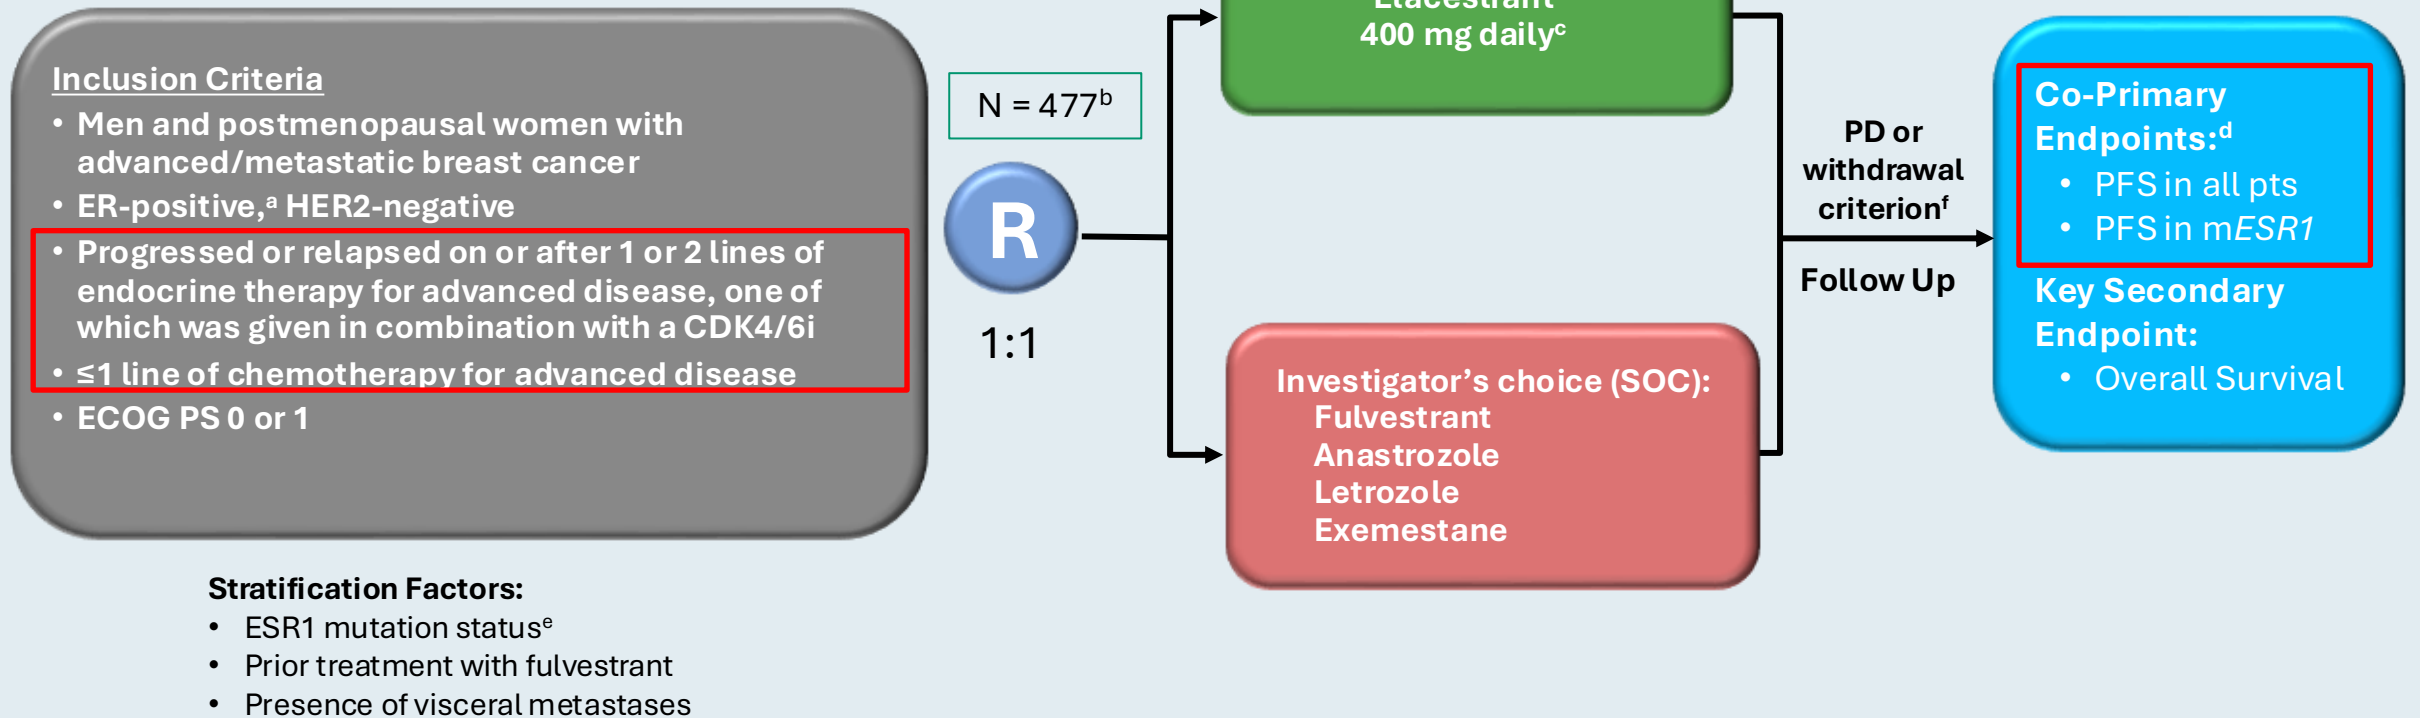 Inclusion Criteria
• Men and postmenopausal women with
advanced/metastatic breast cancer
• ER-positive,ᵃ HER2-negative
• Progressed or relapsed on or after 1 or 2 lines of
endocrine therapy for advanced disease, one of
which was given in combination with a CDK4/6i
• ≤1 line of chemotherapy for advanced disease
• ECOG PS 0 or 1
Stratification Factors:
• ESR1 mutation statusᵉ
• Prior treatment with fulvestrant
• Presence of visceral metastases
N = 477ᵇ
R
1:1
Elacestrant
400 mg dailyᶜ
Investigator’s choice (SOC):
Fulvestrant
Anastrozole
Letrozole
Exemestane
PD or
withdrawal
criterionᶠ
Follow Up
Co-Primary
Endpoints:ᵈ
• PFS in all pts
• PFS in mESR1
Key Secondary
Endpoint:
• Overall Survival